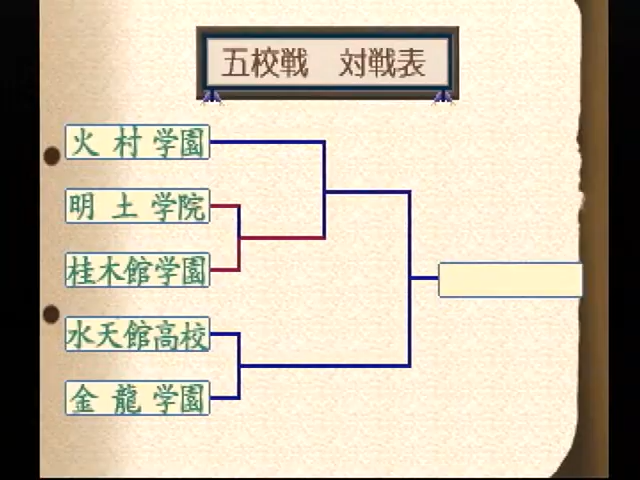 五校戦　対戦表
火村学園
明土学院
桂木館学園
水天館高校
金龍学園